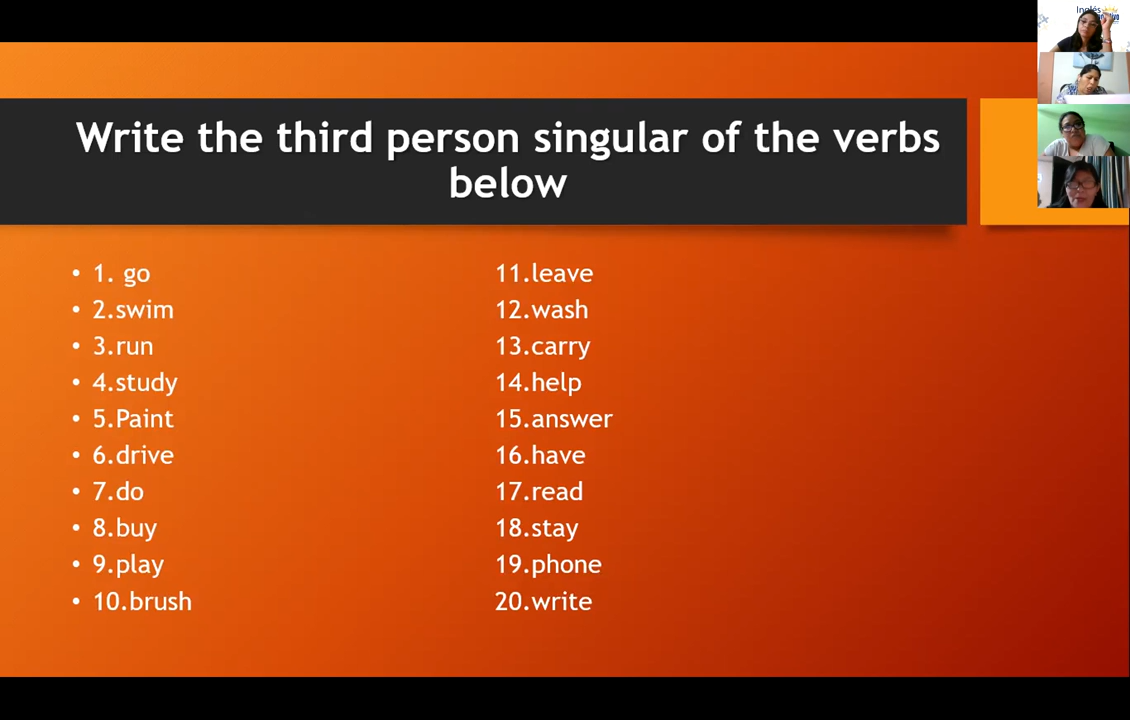 Inglés
Write the third person singular of the verbs
below
• 1. go
• 2.swim
• 3.run
• 4.study
• 5.Paint
• 6.drive
• 7.do
• 8.buy
• 9.play
• 10.brush
11.leave
12.wash
13.carry
14.help
15.answer
16.have
17.read
18.stay
19.phone
20.write